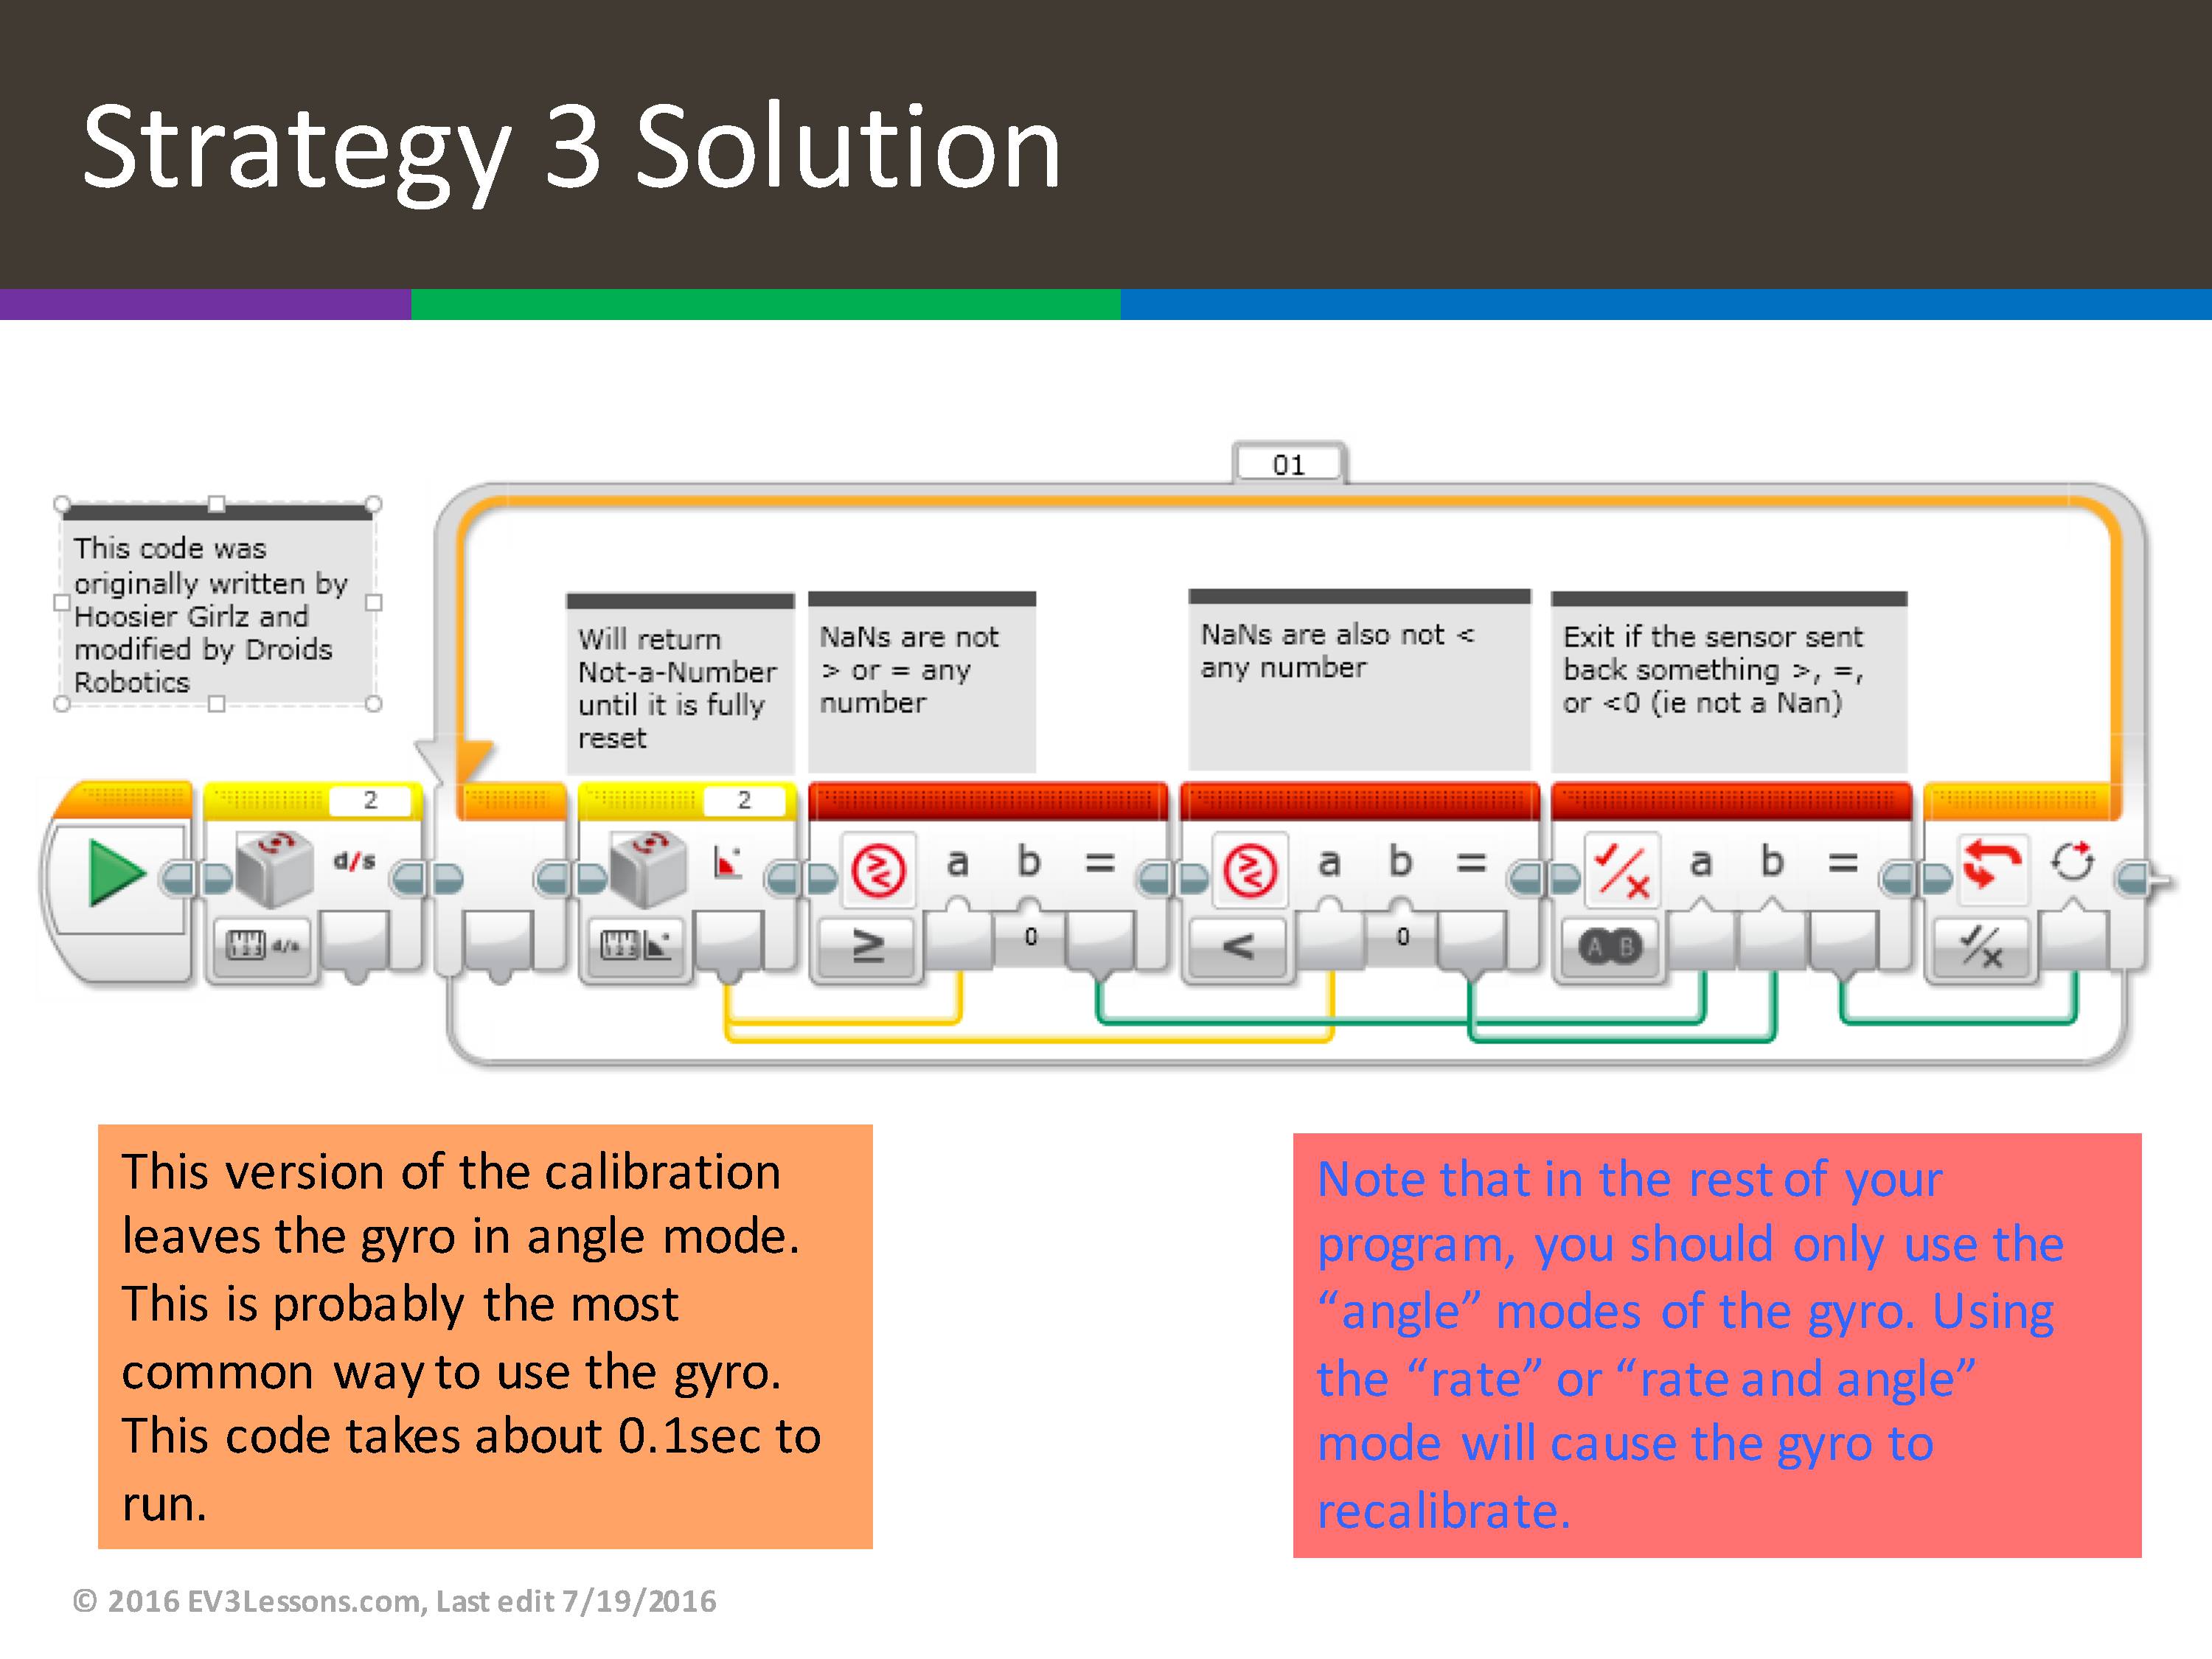 Strategy 3 Solution
01
This code was
originally written by
Hoosier Girlz and
modified by Droids
Robotics
Will return
Not-a-Number
until it is fully
reset
NaNs are not
> or = any
number
NaNs are also not <
any number
Exit if the sensor sent
back something >, =,
or <0 (ie not a Nan)
2
d/s
123 d/s
2
123
a b =
≥ 0
a b =
< 0
a b =
A B
This version of the calibration
leaves the gyro in angle mode.
This is probably the most
common way to use the gyro.
This code takes about 0.1sec to
run.
Note that in the rest of your
program, you should only use the
“angle” modes of the gyro. Using
the “rate” or “rate and angle”
mode will cause the gyro to
recalibrate.
© 2016 EV3Lessons.com, Last edit 7/19/2016